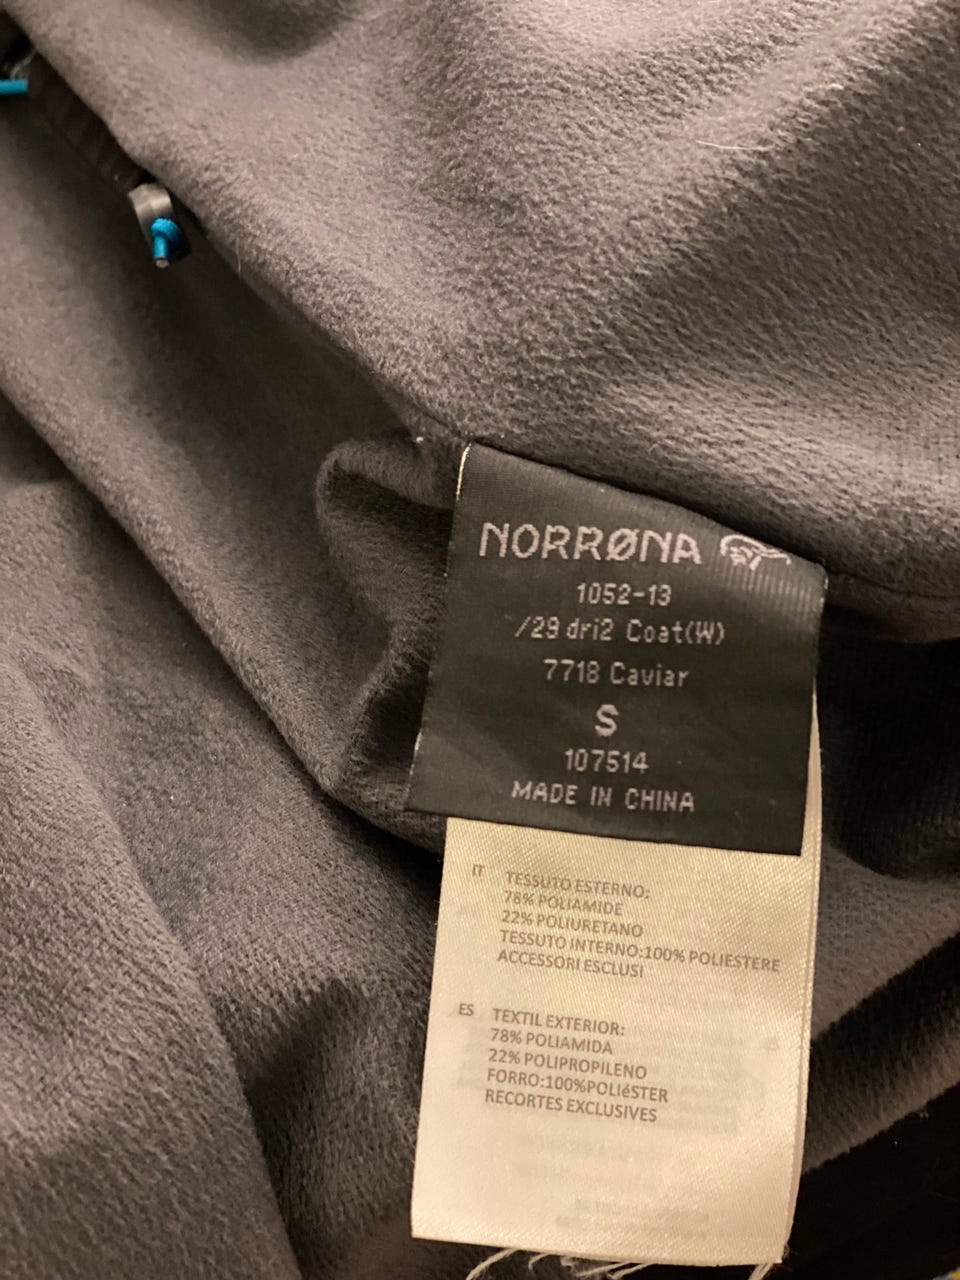 NORRØNA
1052-13
/29 dri2 Coat(W)
7718 Caviar
S
107514
MADE IN CHINA
IT TESSUTO ESTERNO:
78% POLIAMIDE
22% POLIURETANO
TESSUTO INTERNO:100% POLIESTERE
ACCESSORI ESCLUSI
ES TEXTIL EXTERIOR:
78% POLIAMIDA
22% POLIPROPILENO
FORRO:100%POLIéSTER
RECORTES EXCLUSIVES